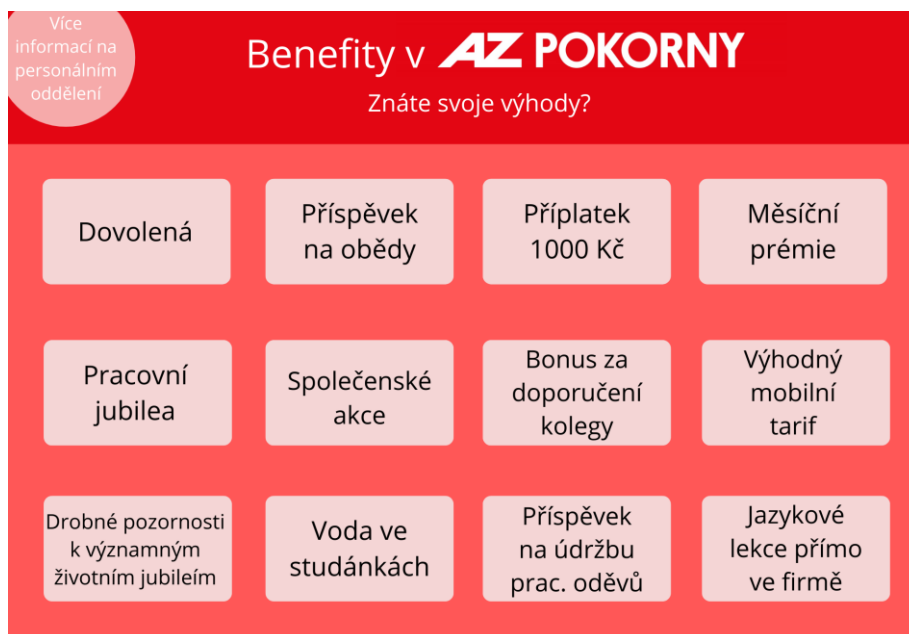 Více
informací na
personálním
oddělení
Benefity v AZ POKORNY
Znáte svoje výhody?
Dovolená
Příspěvek
na obědy
Příplatek
1000 Kč
Měsíční
prémie
Pracovní
jubilea
Společenské
akce
Bonus za
doporučení
kolegy
Výhodný
mobilní
tarif
Drobné pozornosti
k významným
životním jubileím
Voda ve
studánkách
Příspěvek
na údržbu
prac. oděvů
Jazykové
lekce přímo
ve firmě